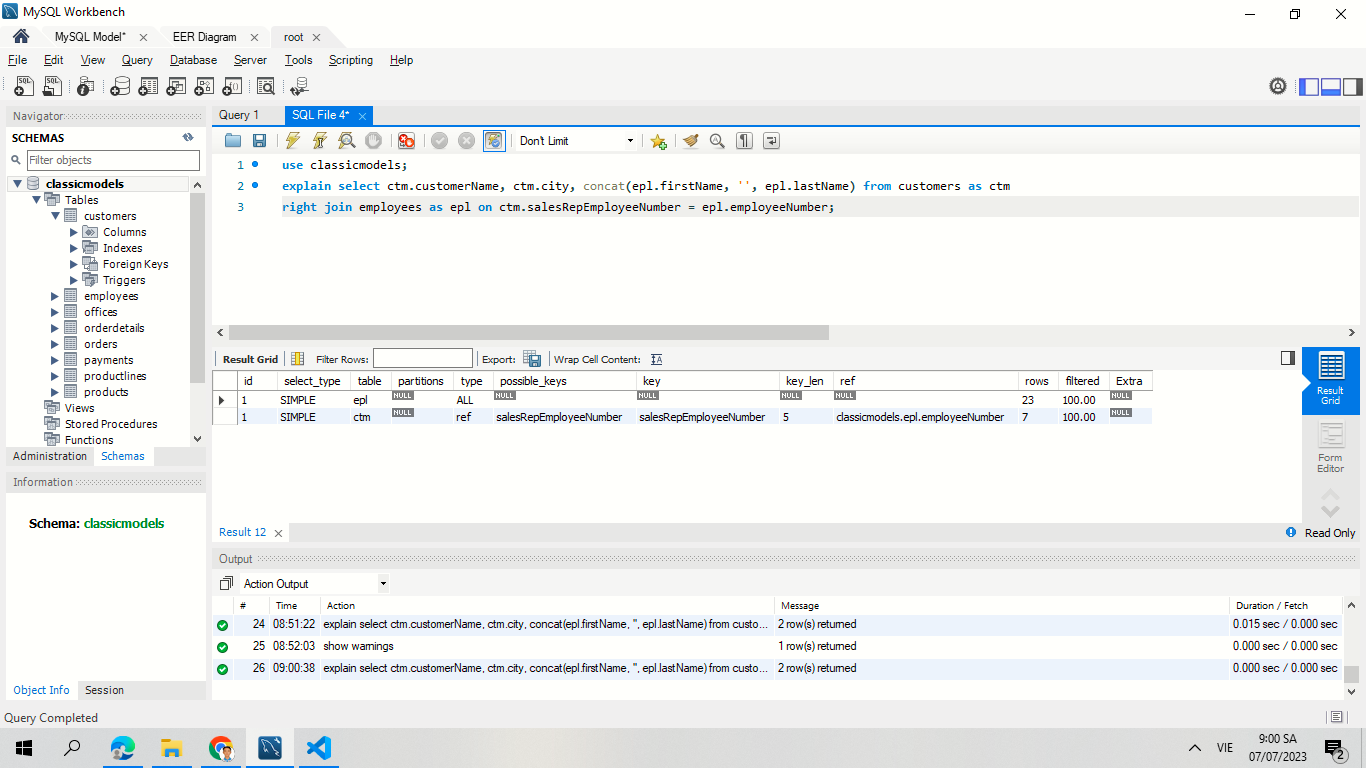 MySQL Workbench
MySQL Model* × EER Diagram × root ×
File Edit View Query Database Server Tools Scripting Help
Navigator
SCHEMAS
Filter objects
classicmodels
Tables
customers
Columns
Indexes
Foreign Keys
Triggers
employees
offices
orderdetails
orders
payments
productlines
products
Views
Stored Procedures
Functions
Administration Schemas
Information
Schema: classicmodels
Object Info Session
Query 1 SQL File 4* ×
Don't Limit
1 use classicmodels;
2 explain select ctm.customerName, ctm.city, concat(epl.firstName, '', epl.lastName) from customers as ctm
3 right join employees as epl on ctm.salesRepEmployeeNumber = epl.employeeNumber;
Result Grid Filter Rows: Export: Wrap Cell Content:
id select_type table partitions type possible_keys key key_len ref rows filtered Extra
1 SIMPLE epl NULL ALL NULL NULL NULL NULL 23 100.00 NULL
1 SIMPLE ctm NULL ref salesRepEmployeeNumber salesRepEmployeeNumber 5 classicmodels.epl.employeeNumber 7 100.00 NULL
Result Grid
Form Editor
Result 12 × Read Only
Output
Action Output
# Time Action Message Duration / Fetch
24 08:51:22 explain select ctm.customerName, ctm.city, concat(epl.firstName, '', epl.lastName) from custo... 2 row(s) returned 0.015 sec / 0.000 sec
25 08:52:03 show warnings 1 row(s) returned 0.000 sec / 0.000 sec
26 09:00:38 explain select ctm.customerName, ctm.city, concat(epl.firstName, '', epl.lastName) from custo... 2 row(s) returned 0.000 sec / 0.000 sec
Query Completed
VIE 9:00 SA
07/07/2023
2